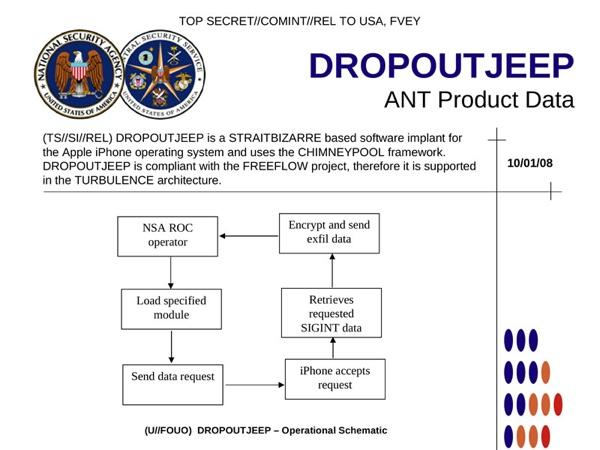 TOP SECRET//COMINT//REL TO USA, FVEY
NATIONAL SECURITY AGENCY
UNITED STATES OF AMERICA
CENTRAL SECURITY SERVICE
UNITED STATES OF AMERICA
DROPOUTJEEP
ANT Product Data
(TS//SI//REL) DROPOUTJEEP is a STRAITBIZARRE based software implant for
the Apple iPhone operating system and uses the CHIMNEYPOOL framework.
DROPOUTJEEP is compliant with the FREEFLOW project, therefore it is supported
in the TURBULENCE architecture.
10/01/08
NSA ROC
operator
Encrypt and send
exfil data
Load specified
module
Retrieves
requested
SIGINT data
Send data request
iPhone accepts
request
(U//FOUO) DROPOUTJEEP – Operational Schematic